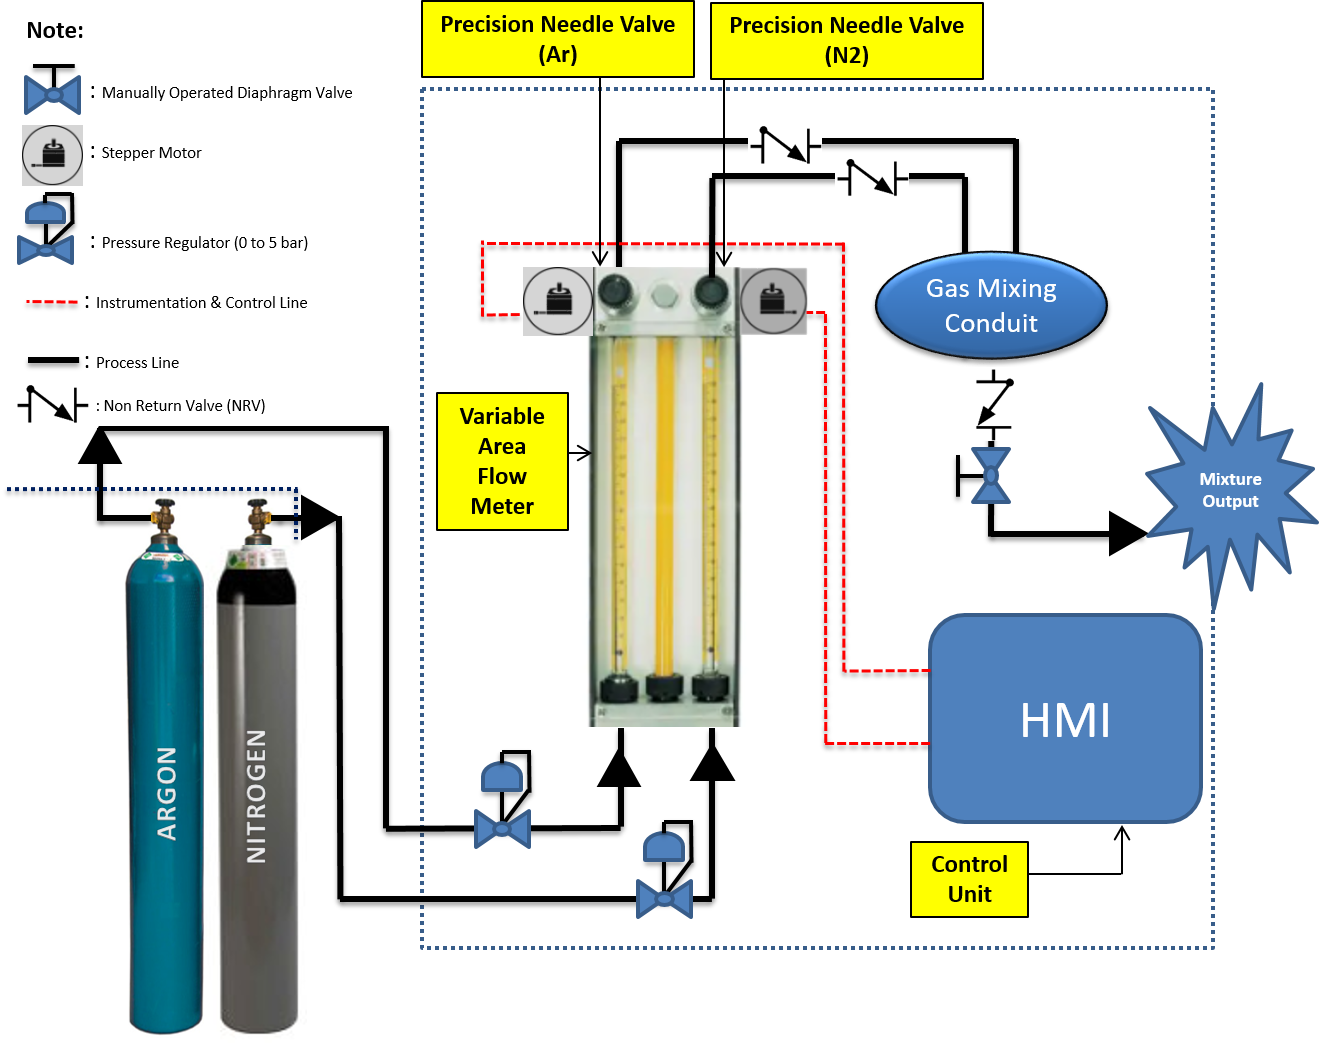 Note:
: Manually Operated Diaphragm Valve
: Stepper Motor
: Pressure Regulator (0 to 5 bar)
: Instrumentation & Control Line
: Process Line
: Non Return Valve (NRV)
Precision Needle Valve
(Ar)
Precision Needle Valve
(N2)
Gas Mixing
Conduit
Variable
Area
Flow
Meter
Mixture
Output
ARGON
NITROGEN
HMI
Control
Unit